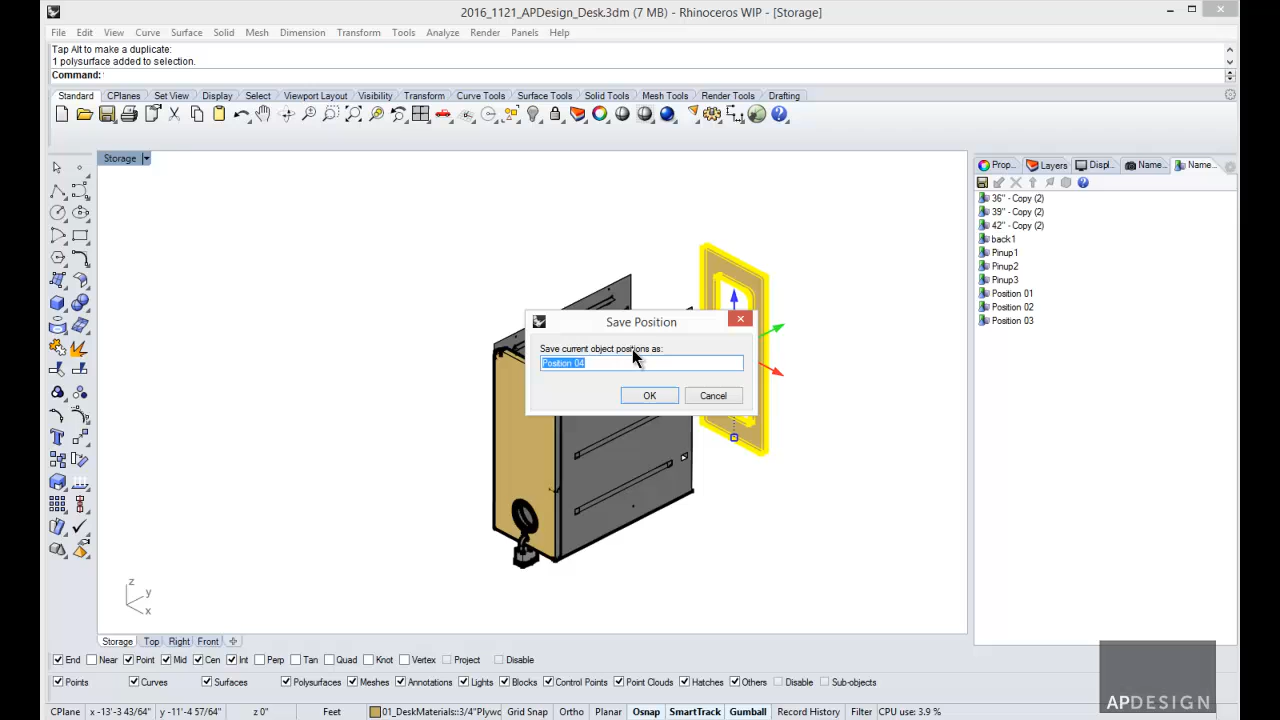 2016_1121_APDesign_Desk.3dm (7 MB) - Rhinoceros WIP - [Storage]
File Edit View Curve Surface Solid Mesh Dimension Transform Tools Analyze Render Panels Help
Tap Alt to make a duplicate:
1 polysurface added to selection.
Command:
Standard CPlanes Set View Display Select Viewport Layout Visibility Transform Curve Tools Surface Tools Solid Tools Mesh Tools Render Tools Drafting
Storage
Prop... Layers Displ... Name... Name...
36" - Copy (2)
39" - Copy (2)
42" - Copy (2)
back1
Pinup1
Pinup2
Pinup3
Position 01
Position 02
Position 03
Save Position
Save current object positions as:
Position 04
OK Cancel
z
y
x
Storage Top Right Front
End Near Point Mid Cen Int Perp Tan Quad Knot Vertex Project Disable
Points Curves Surfaces Polysurfaces Meshes Annotations Lights Blocks Control Points Point Clouds Hatches Others Disable Sub-objects
CPlane x -13'-3 43/64" y -11'-4 57/64" z 0" Feet 01_DeskMaterials::3/4plywc Grid Snap Ortho Planar Osnap SmartTrack Gumball Record History Filter CPU use: 3.9 %
APDESIGN